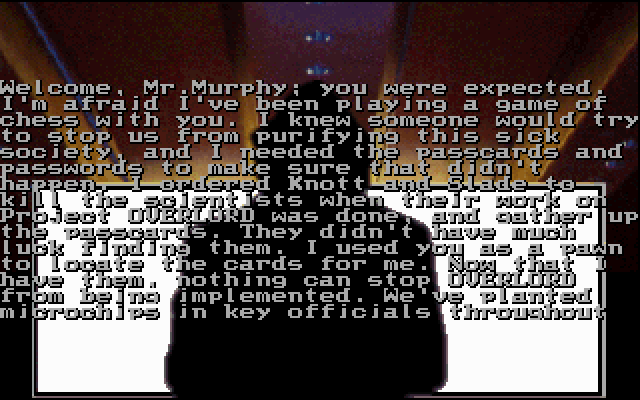 Welcome, Mr.Murphy; you were expected.
I'm afraid I've been playing a game of
chess with you. I knew someone would try
to stop us from purifying this sick
society, and I needed the passcards and
passwords to make sure that didn't
happen. I ordered Knott and Slade to
kill the scientists when their work on
Project OVERLORD was done, and gather up
the passcards. They didn't have much
luck finding them. I used you as a pawn
to locate the cards for me. Now that I
have them, nothing can stop OVERLORD
from being implemented. We've planted
microchips in key officials throughout